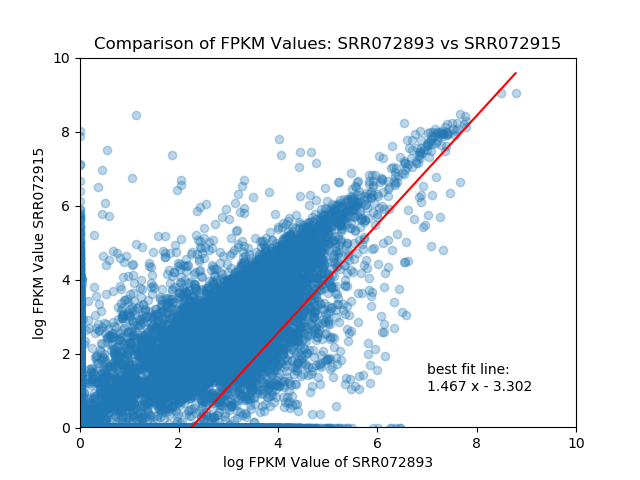 Comparison of FPKM Values: SRR072893 vs SRR072915
log FPKM Value SRR072915
10
8
6
4
2
0
best fit line:
1.467 x - 3.302
0 2 4 6 8 10
log FPKM Value of SRR072893